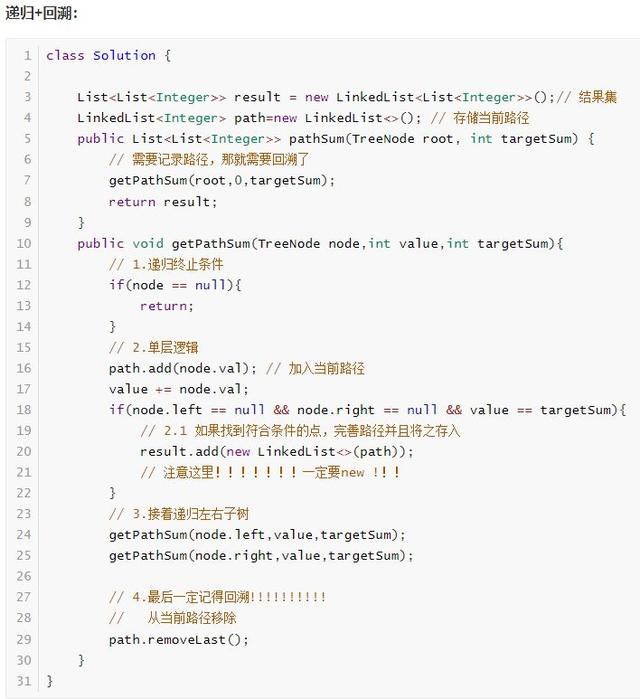 递归+回溯:
1 class Solution {
2
3     List<List<Integer>> result = new LinkedList<List<Integer>>();// 结果集
4     LinkedList<Integer> path=new LinkedList<>(); // 存储当前路径
5     public List<List<Integer>> pathSum(TreeNode root, int targetSum) {
6         // 需要记录路径，那就需要回溯了
7         getPathSum(root,0,targetSum);
8         return result;
9     }
10     public void getPathSum(TreeNode node,int value,int targetSum){
11         // 1.递归终止条件
12         if(node == null){
13             return;
14         }
15         // 2.单层逻辑
16         path.add(node.val); // 加入当前路径
17         value += node.val;
18         if(node.left == null && node.right == null && value == targetSum){
19             // 2.1 如果找到符合条件的点，完善路径并且将之存入
20             result.add(new LinkedList<>(path));
21             // 注意这里！！！！！！！一定要new ！！！
22         }
23         // 3.接着递归左右子树
24         getPathSum(node.left,value,targetSum);
25         getPathSum(node.right,value,targetSum);
26
27         // 4.最后一定记得回溯!!!!!!!!!!
28         //   从当前路径移除
29         path.removeLast();
30     }
31 }